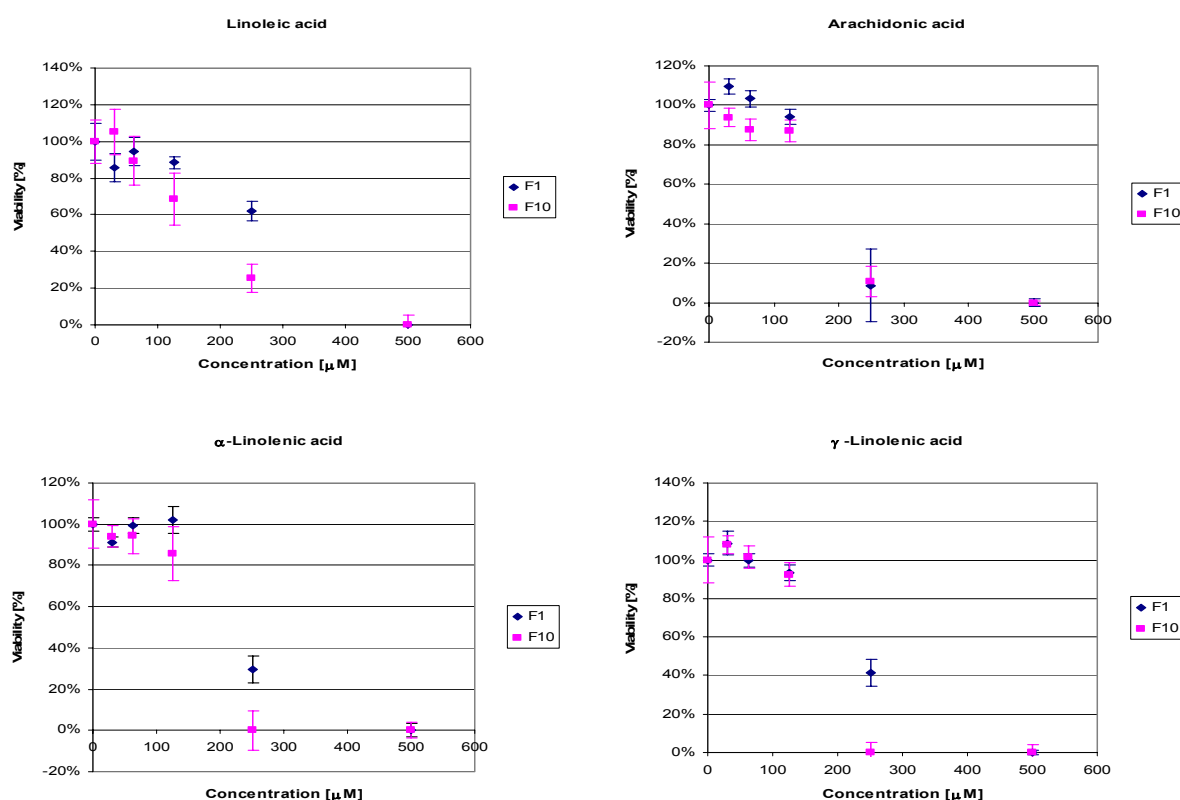 Linoleic acid
140%
120%
100%
80%
60%
40%
20%
0%
Viability [%]
0 100 200 300 400 500 600
Concentration [μM]
F1
F10
Arachidonic acid
120%
100%
80%
60%
40%
20%
0%
-20%
Viability [%]
0 100 200 300 400 500 600
Concentration [μM]
F1
F10
α-Linolenic acid
120%
100%
80%
60%
40%
20%
0%
-20%
Viability [%]
0 100 200 300 400 500 600
Concentration [μM]
F1
F10
γ -Linolenic acid
140%
120%
100%
80%
60%
40%
20%
0%
Viability [%]
0 100 200 300 400 500 600
Concentration [μM]
F1
F10